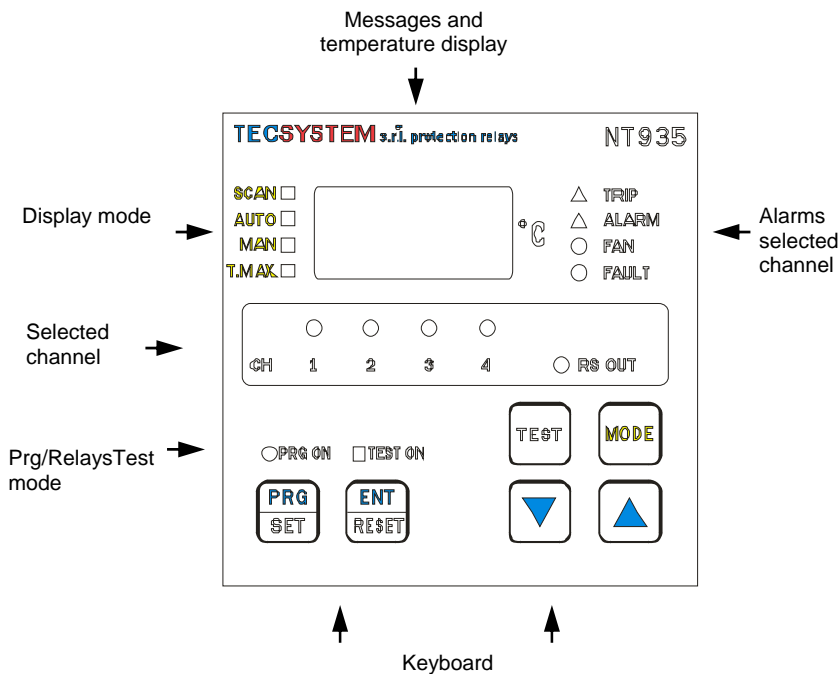 Messages and
temperature display
TECSYSTEM s.r.l. protection relays
NT935
SCAN
AUTO
MAN
T.MAX
°C
TRIP
ALARM
FAN
FAULT
Display mode
Alarms
selected
channel
Selected
channel
CH 1 2 3 4 RS OUT
Prg/RelaysTest
mode
PRG ON TEST ON
TEST MODE
PRG
SET
ENT
RESET
Keyboard